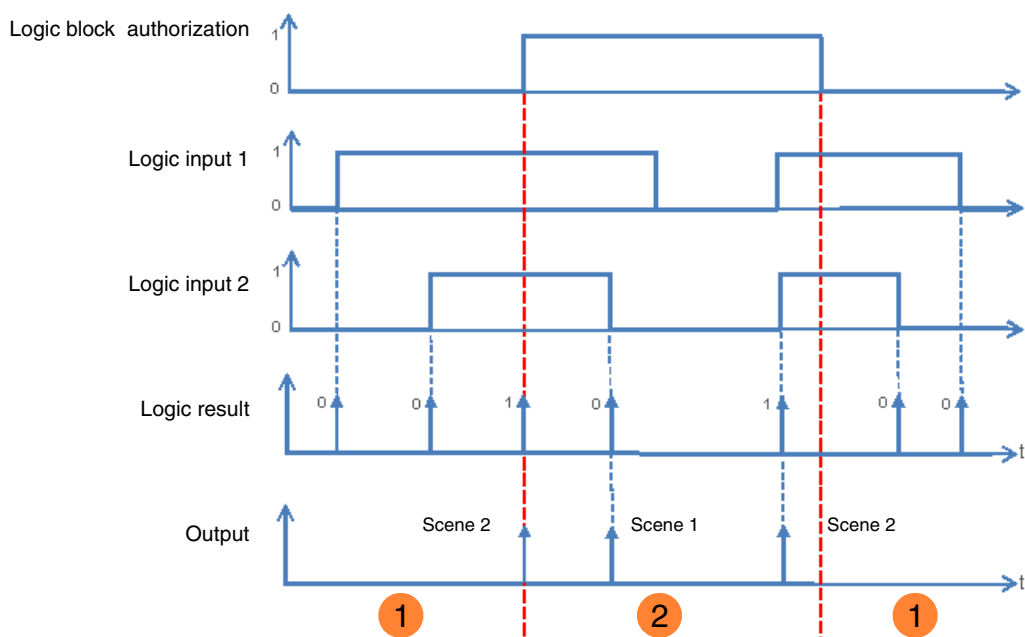 Logic block authorization
1
0
Logic input 1
1
0
Logic input 2
1
0
Logic result
0 0 1 0 1 0 0
t
Output
Scene 2 Scene 1 Scene 2
t
1 2 1